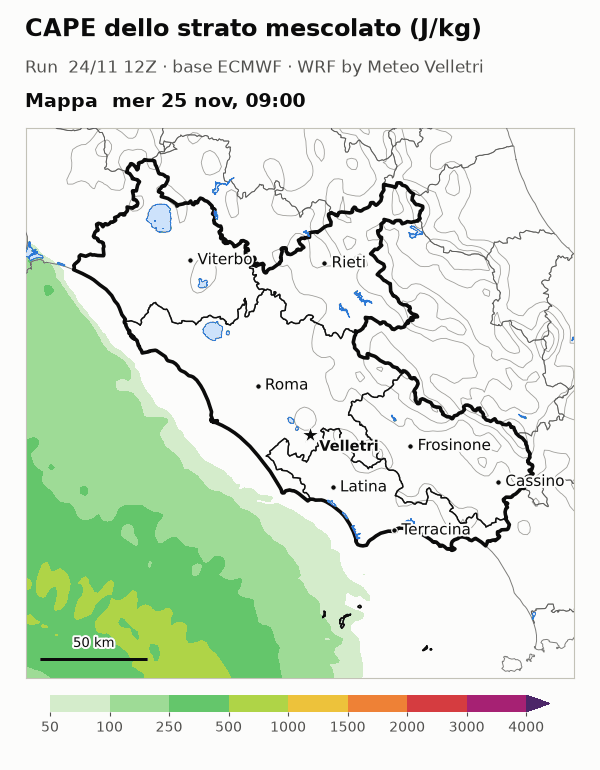 CAPE dello strato mescolato (J/kg)
Run  24/11 12Z · base ECMWF · WRF by Meteo Velletri
Mappa  mer 25 nov, 09:00
Viterbo
Rieti
Roma
Velletri
Frosinone
Latina
Cassino
Terracina
50 km
50 100 250 500 1000 1500 2000 3000 4000